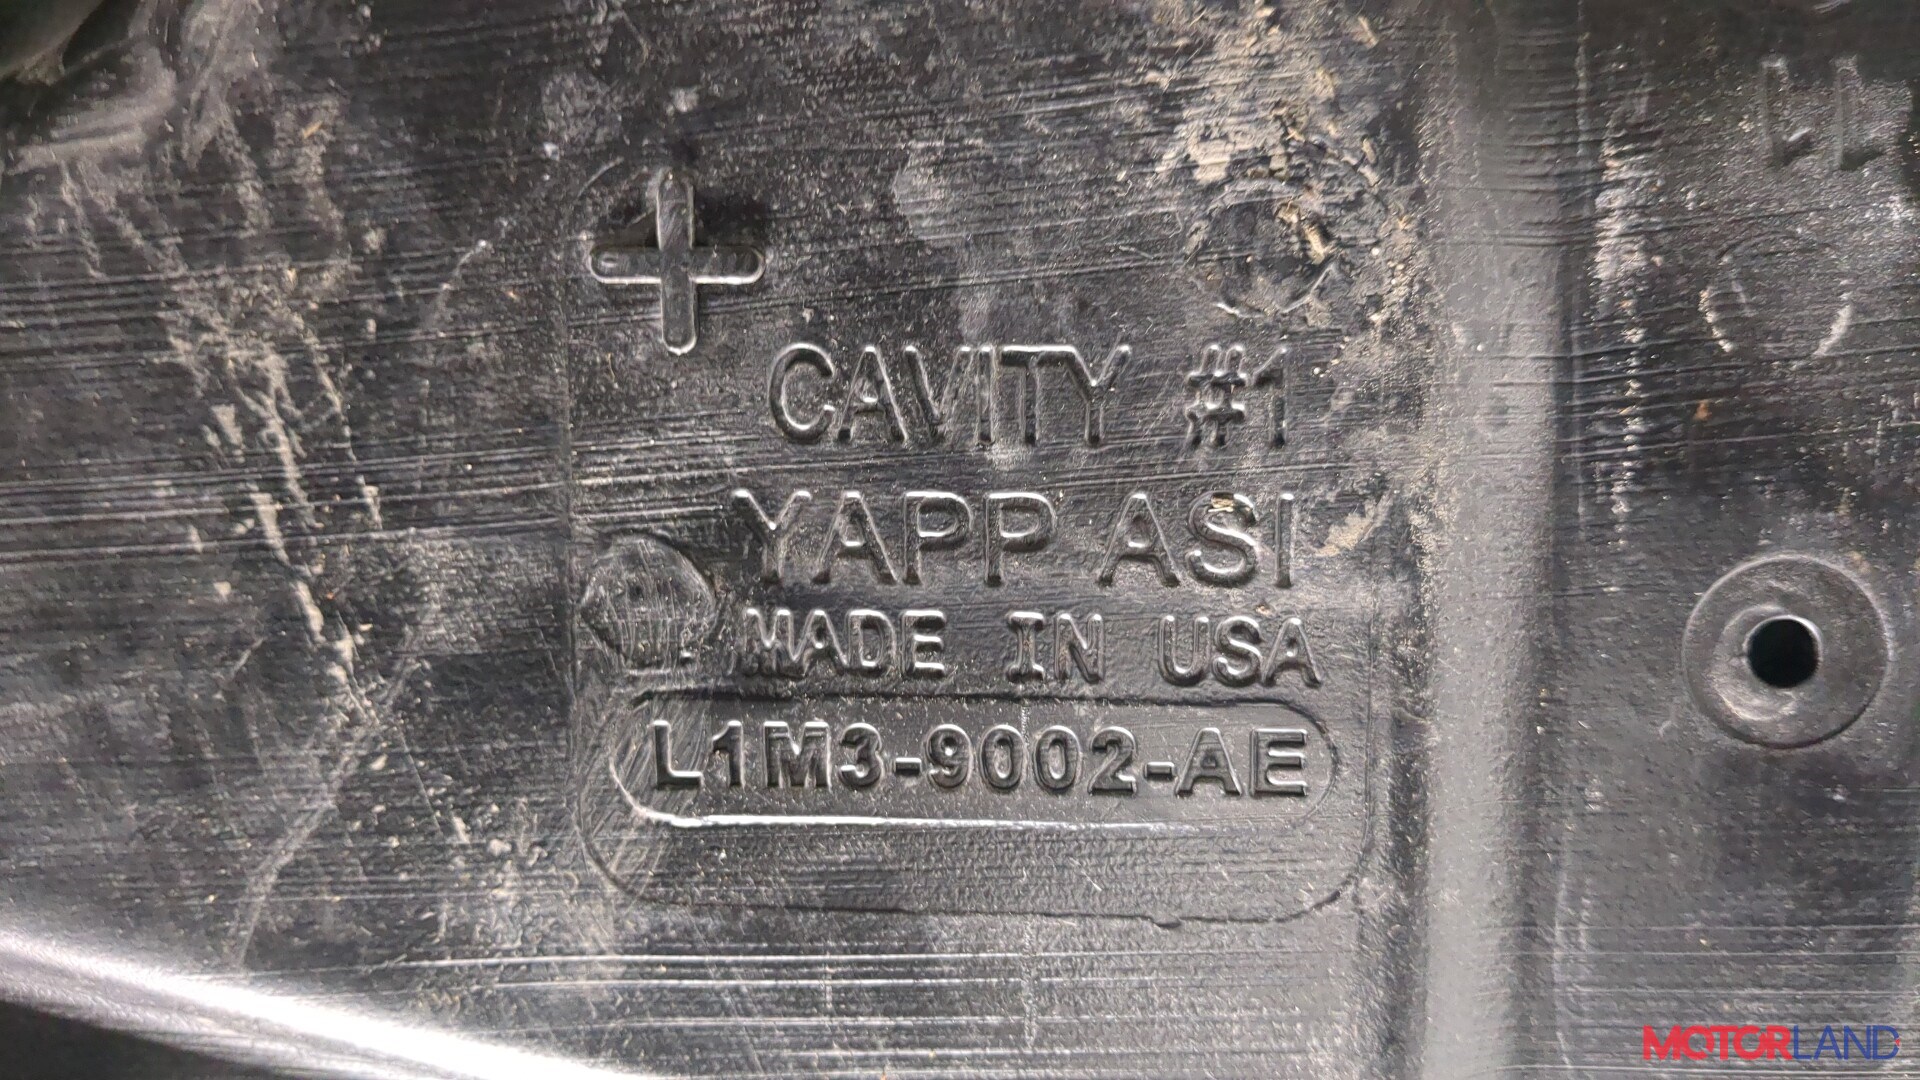 CAVITY #1
YAPP ASI
MADE IN USA
L1M3-9002-AE
MOTORLAND